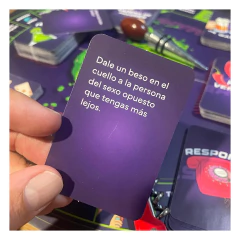 Dale un beso en el
cuello a la persona
del sexo opuesto
que tengas más
lejos.
RESPO